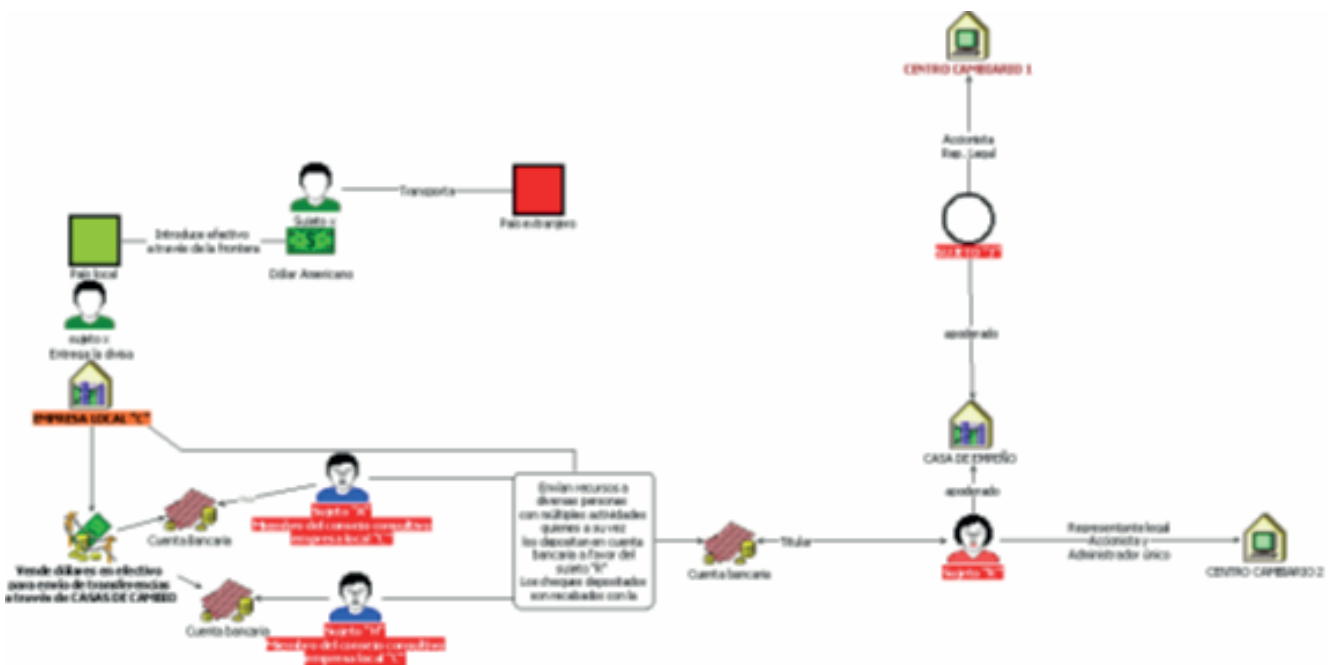 CENTRO CAMBIARIO 1
Accionista
Rep. Legal
Transporta
Sujeto x
País extranjero
Introduce efectivo
a través de la frontera
País local
Dólar Americano
sujeto x
Entrega la divisa
EMPRESA LOCAL "C"
apoderado
CASA DE EMPEÑO
apoderado
Envían recursos a
diversas personas
con múltiples actividades
quienes a su vez
los depositan en cuenta
bancaria a favor del
sujeto "R"
Los cheques depositados
son recabados con la
Sujeto
Miembro del consejo consultivo
empresa local "C"
Cuenta Bancaria
Vende dólares en efectivo
para envío de transferencias
a través de CASAS DE CAMBIO
Cuenta bancaria
Sujeto
Miembro del consejo consultivo
empresa local "C"
Cuenta bancaria
Titular
Sujeto "R"
Representante legal
Accionista y
Administrador único
CENTRO CAMBIARIO 2